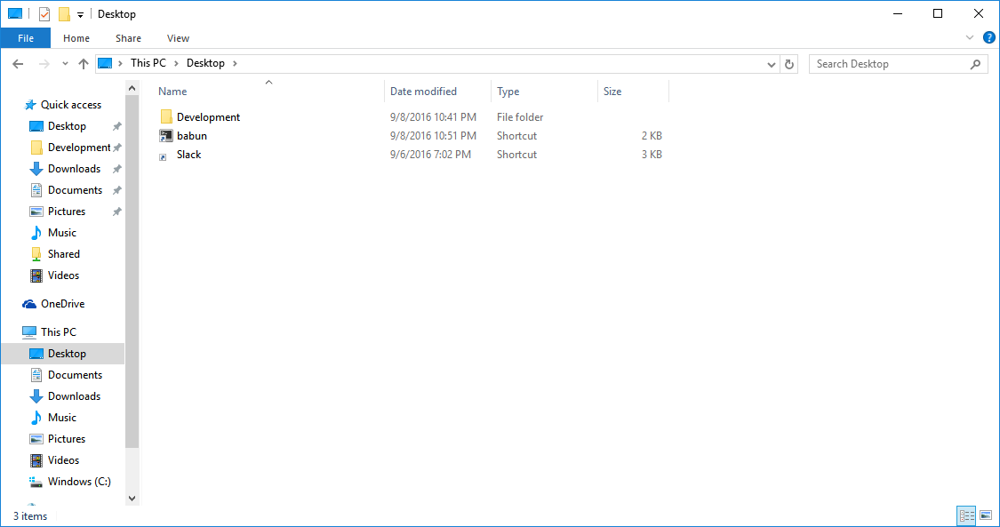 Desktop
File Home Share View
This PC Desktop Search Desktop
Name Date modified Type Size
Development 9/8/2016 10:41 PM File folder
babun 9/8/2016 10:51 PM Shortcut 2 KB
Slack 9/6/2016 7:02 PM Shortcut 3 KB
Quick access
Desktop
Development
Downloads
Documents
Pictures
Music
Shared
Videos
OneDrive
This PC
Desktop
Documents
Downloads
Music
Pictures
Videos
Windows (C:)
3 items